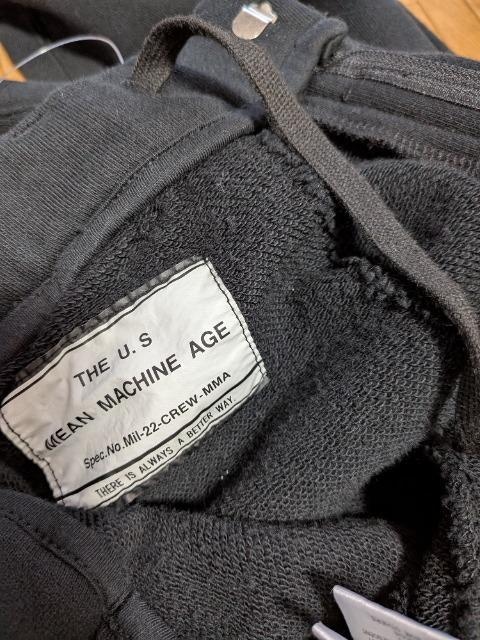 THE U.S
MEAN MACHINE AGE
Spec.No.Mil-22-CREW-MMA
THERE IS ALWAYS A BETTER WAY.